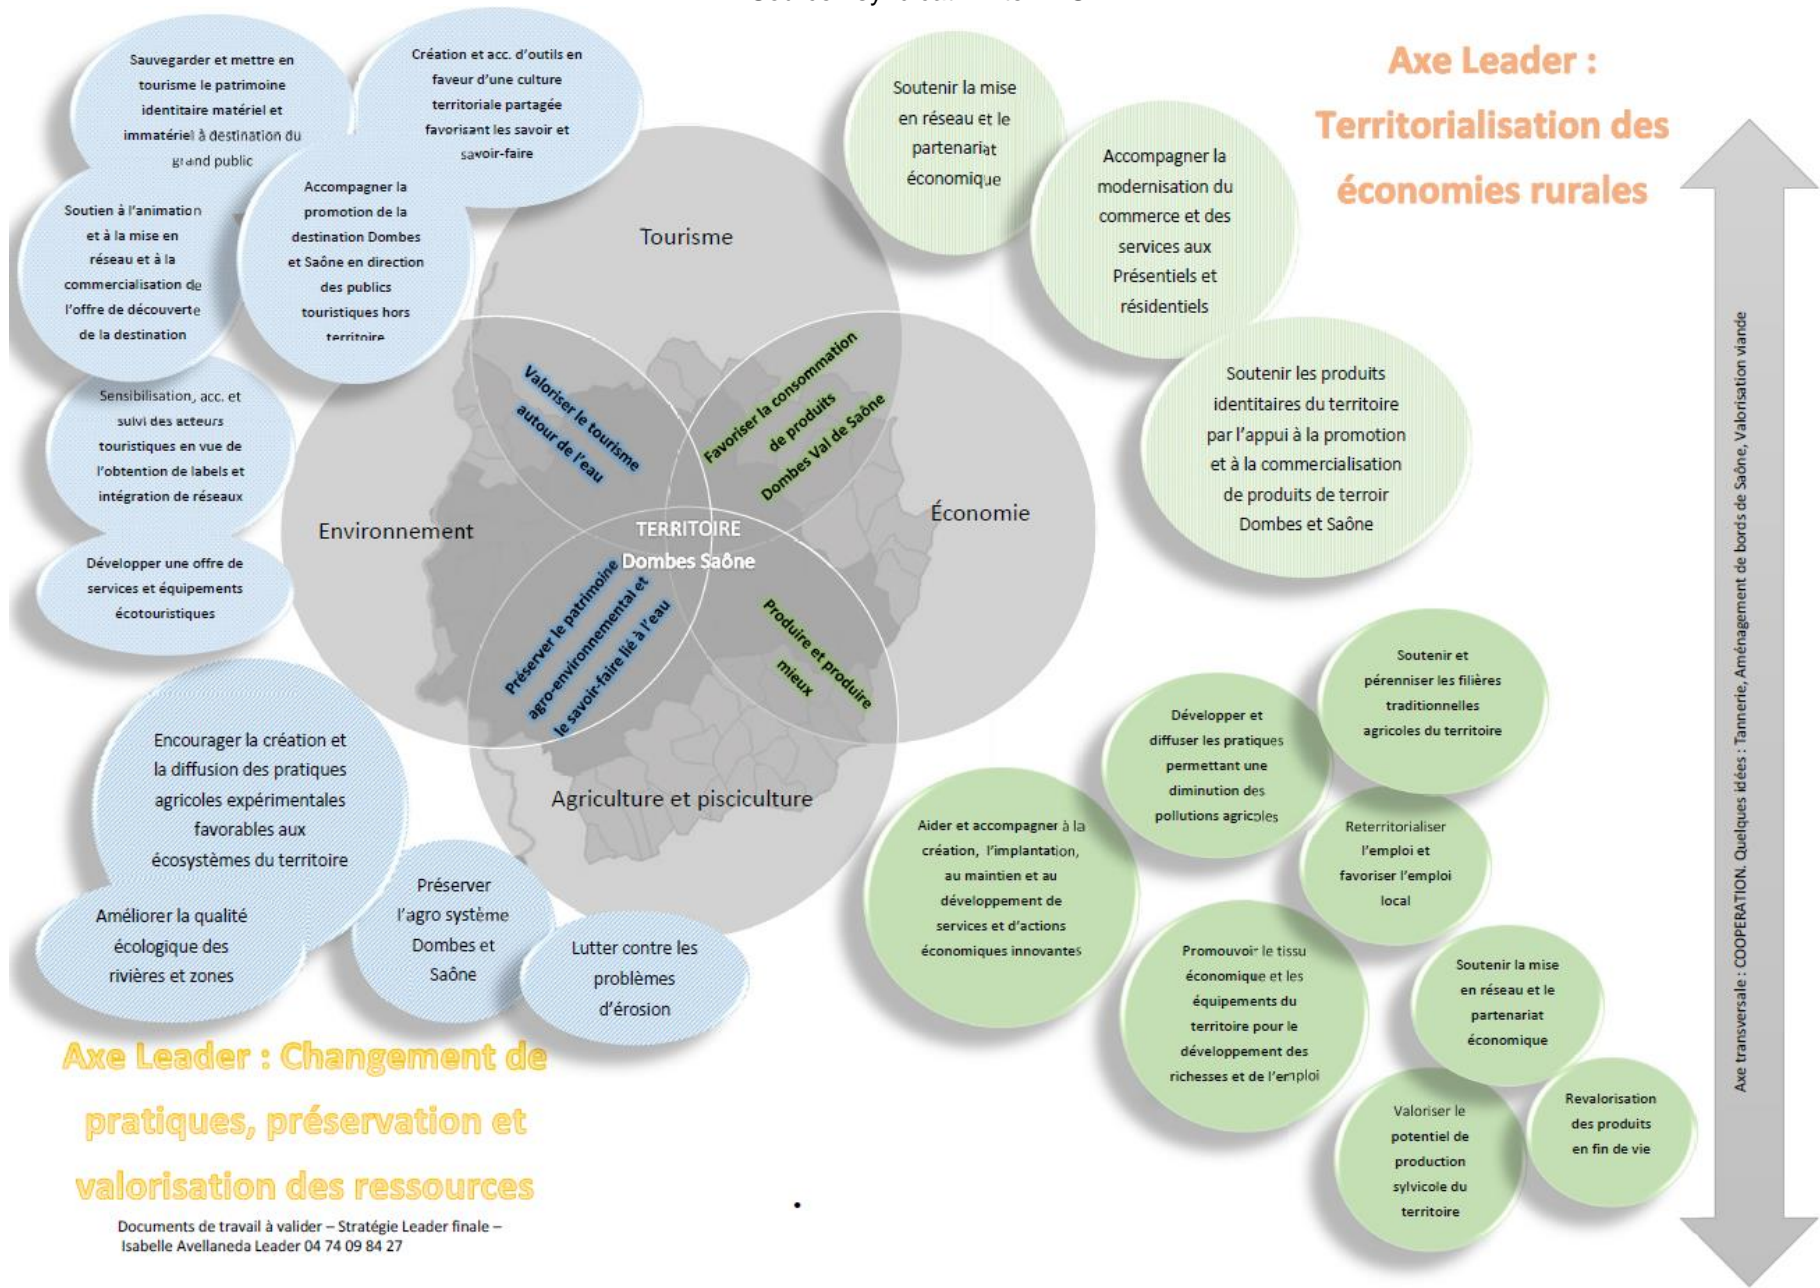 Sauvegarder et mettre en
tourisme le patrimoine
identitaire matériel et
immatériel à destination du
grand public
Création et acc. d'outils en
faveur d'une culture
territoriale partagée
favorisant les savoir et
savoir-faire
Soutien à l'animation
et à la mise en
réseau et à la
commercialisation de
l'offre de découverte
de la destination
Accompagner la
promotion de la
destination Dombes
et Saône en direction
des publics
touristiques hors
territoire
Sensibilisation, acc. et
suivi des acteurs
touristiques en vue de
l'obtention de labels et
intégration de réseaux
Développer une offre de
services et équipements
écotouristiques
Tourisme
Environnement
Économie
Agriculture et pisciculture
TERRITOIRE
Dombes Saône
Valoriser le tourisme
autour de l'eau
Favoriser la consommation
de produits
Dombes Val de Saône
Préserver le patrimoine
agro-environnemental et
le savoir-faire lié à l'eau
Produire et produire
mieux
Soutenir la mise
en réseau et le
partenariat
économique
Accompagner la
modernisation du
commerce et des
services aux
Présentiels et
résidentiels
Soutenir les produits
identitaires du territoire
par l'appui à la promotion
et à la commercialisation
de produits de terroir
Dombes et Saône
Axe Leader :
Territorialisation des
économies rurales
Axe transversale : COOPERATION. Quelques idées : Tannerie, Aménagement de bords de Saône, Valorisation viande
Encourager la création et
la diffusion des pratiques
agricoles expérimentales
favorables aux
écosystèmes du territoire
Améliorer la qualité
écologique des
rivières et zones
Préserver
l'agro système
Dombes et
Saône
Lutter contre les
problèmes
d'érosion
Soutenir et
pérenniser les filières
traditionnelles
agricoles du territoire
Développer et
diffuser les pratiques
permettant une
diminution des
pollutions agricoles
Aider et accompagner à la
création, l'implantation,
au maintien et au
développement de
services et d'actions
économiques innovantes
Reterritorialiser
l'emploi et
favoriser l'emploi
local
Promouvoir le tissu
économique et les
équipements du
territoire pour le
développement des
richesses et de l'emploi
Soutenir la mise
en réseau et le
partenariat
économique
Valoriser le
potentiel de
production
sylvicole du
territoire
Revalorisation
des produits
en fin de vie
Axe Leader : Changement de
pratiques, préservation et
valorisation des ressources
Documents de travail à valider – Stratégie Leader finale –
Isabelle Avellaneda Leader 04 74 09 84 27